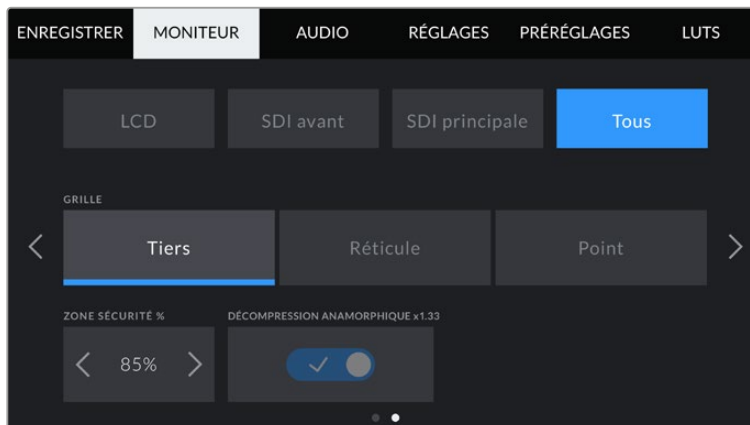 ENREGISTRER MONITEUR AUDIO RÉGLAGES PRÉRÉGLAGES LUTS
LCD SDI avant SDI principale Tous
GRILLE
Tiers Réticule Point
ZONE SÉCURITÉ % DÉCOMPRESSION ANAMORPHIQUE x1.33
85%